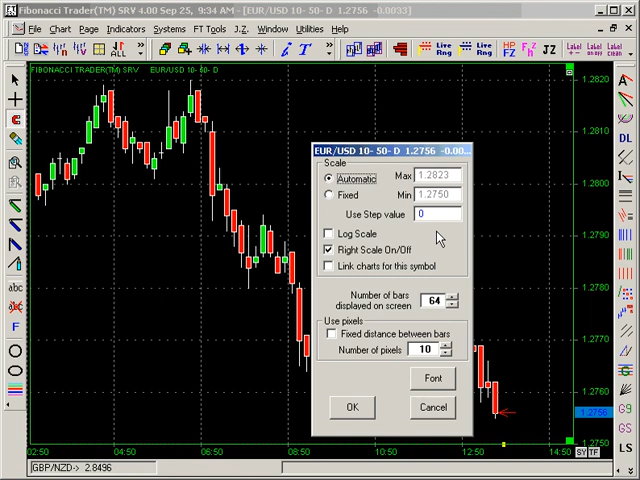 Fibonacci Trader(TM) SRV 4.00 Sep 25, 9:34 AM - [EUR/USD 10- 50- D 1.2756 -0.0033]
File Chart Page Systems FT Tools J.Z. Window Utilities Help
ALL i T Live Rng Live Rng HP FZ Fz h JZ Label Label
FIBONACCI TRADER(TM) SRV EUR/USD 10- 50- D
1.2820
1.2810
1.2800
1.2790
1.2780
1.2770
1.2760
1.2756
1.2750
EUR/USD 10- 50- D 1.2756 -0.00...
Scale
Automatic Max 1.2823
Fixed Min 1.2750
Use Step value 0
Log Scale
Right Scale On/Off
Link charts for this symbol
Number of bars displayed on screen 64
Use pixels
Fixed distance between bars
Number of pixels 10
Font
OK Cancel
abc
abc
F
A
DL
G9
GS
LS
02:50 04:50 06:50 08:50 10:50 12:50 14:50 SY TF
GBP/NZD-> 2.8496